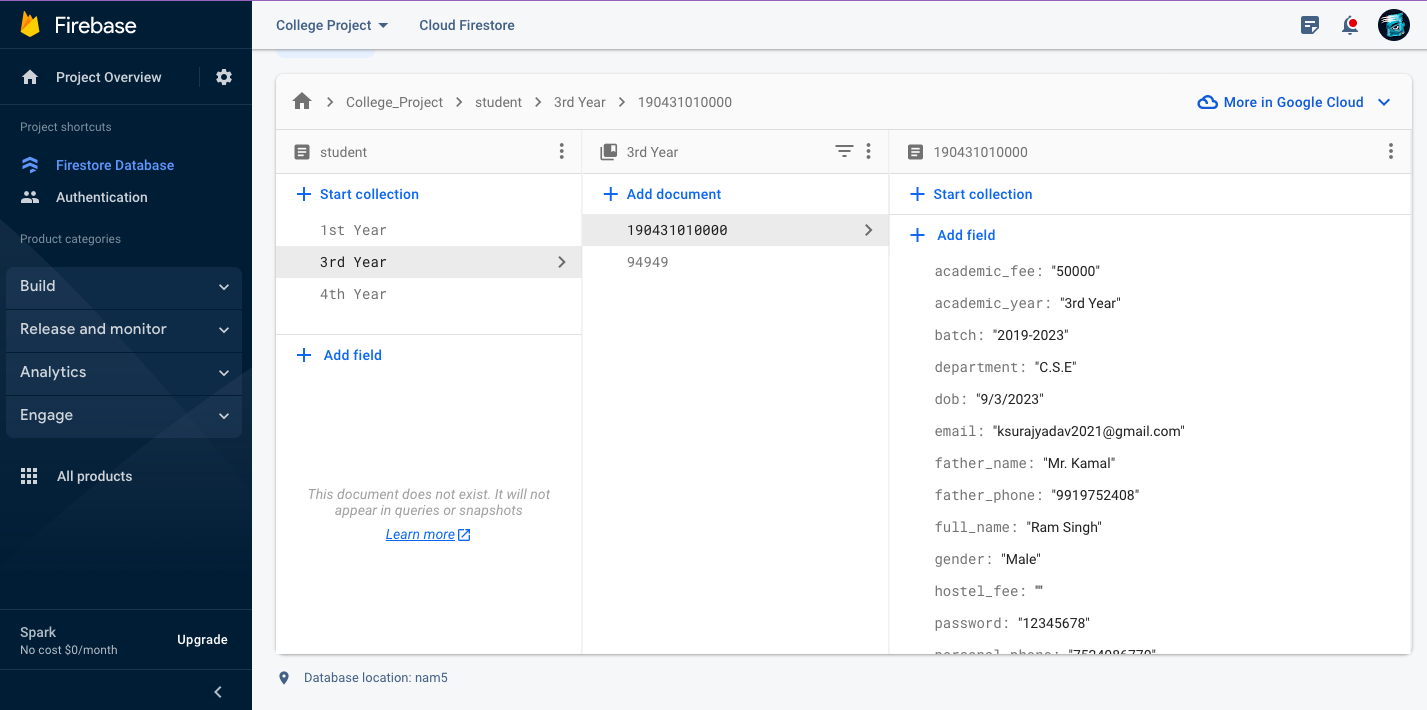 Firebase
Project Overview
Project shortcuts
Firestore Database
Authentication
Product categories
Build
Release and monitor
Analytics
Engage
All products
Spark
No cost $0/month
Upgrade
College Project
Cloud Firestore
College_Project
student
3rd Year
190431010000
More in Google Cloud
student
Start collection
1st Year
3rd Year
4th Year
Add field
This document does not exist. It will not
appear in queries or snapshots
Learn more
3rd Year
Add document
190431010000
94949
190431010000
Start collection
Add field
academic_fee: "50000"
academic_year: "3rd Year"
batch: "2019-2023"
department: "C.S.E"
dob: "9/3/2023"
email: "ksurajyadav2021@gmail.com"
father_name: "Mr. Kamal"
father_phone: "9919752408"
full_name: "Ram Singh"
gender: "Male"
hostel_fee: ""
password: "12345678"
Database location: nam5